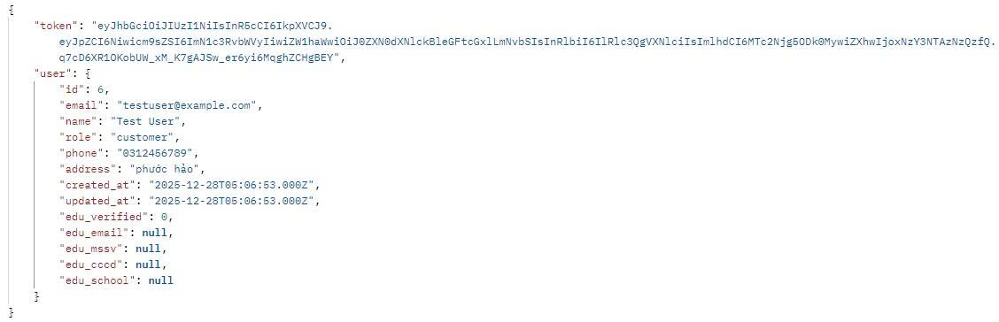 {
"token": "eyJhbGciOiJIUzI1NiIsInR5cCI6IkpXVCJ9.
eyJpZCI6Niwicm9sZSI6ImN1c3RvbWVyIiwiZW1haWwiOiJ0ZXN0dXNlckBleGFtcGxlLmNvbSIsInRlbiI6IlRlc3QgVXNlciIsImlhdCI6MTc2Njg5ODk0MywiZXhwIjoxNzY3NTAzNzQzfQ.
q7cD6XR1OKobUW_xM_K7gAJSw_er6yi6MqghZCHgBEY",
"user": {
"id": 6,
"email": "testuser@example.com",
"name": "Test User",
"role": "customer",
"phone": "0312456789",
"address": "phước hảo",
"created_at": "2025-12-28T05:06:53.000Z",
"updated_at": "2025-12-28T05:06:53.000Z",
"edu_verified": 0,
"edu_email": null,
"edu_mssv": null,
"edu_cccd": null,
"edu_school": null
}
}